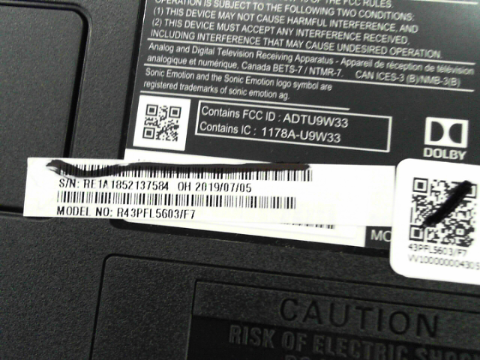 OPERATION IS SUBJECT TO THE FOLLOWING TWO CONDITIONS:
(1) THIS DEVICE MAY NOT CAUSE HARMFUL INTERFERENCE, AND
(2) THIS DEVICE MUST ACCEPT ANY INTERFERENCE RECEIVED,
INCLUDING INTERFERENCE THAT MAY CAUSE UNDESIRED OPERATION.
Analog and Digital Television Receiving Apparatus - Appareil de réception de télévision
analogique et numérique, Canada BETS-7 / NTMR-7. CAN ICES-3 (B)/NMB-3(B)
Sonic Emotion and the Sonic Emotion logo symbol are
registered trademarks of sonic emotion ag.
Contains FCC ID : ADTU9W33
Contains IC : 1178A-U9W33
DOLBY
S/N: RE1A1852137584 OH 2019/07/05
MODEL NO: R43PFL5603/F7
43PFL5603/F7
CAUTION
RISK OF ELECTRIC